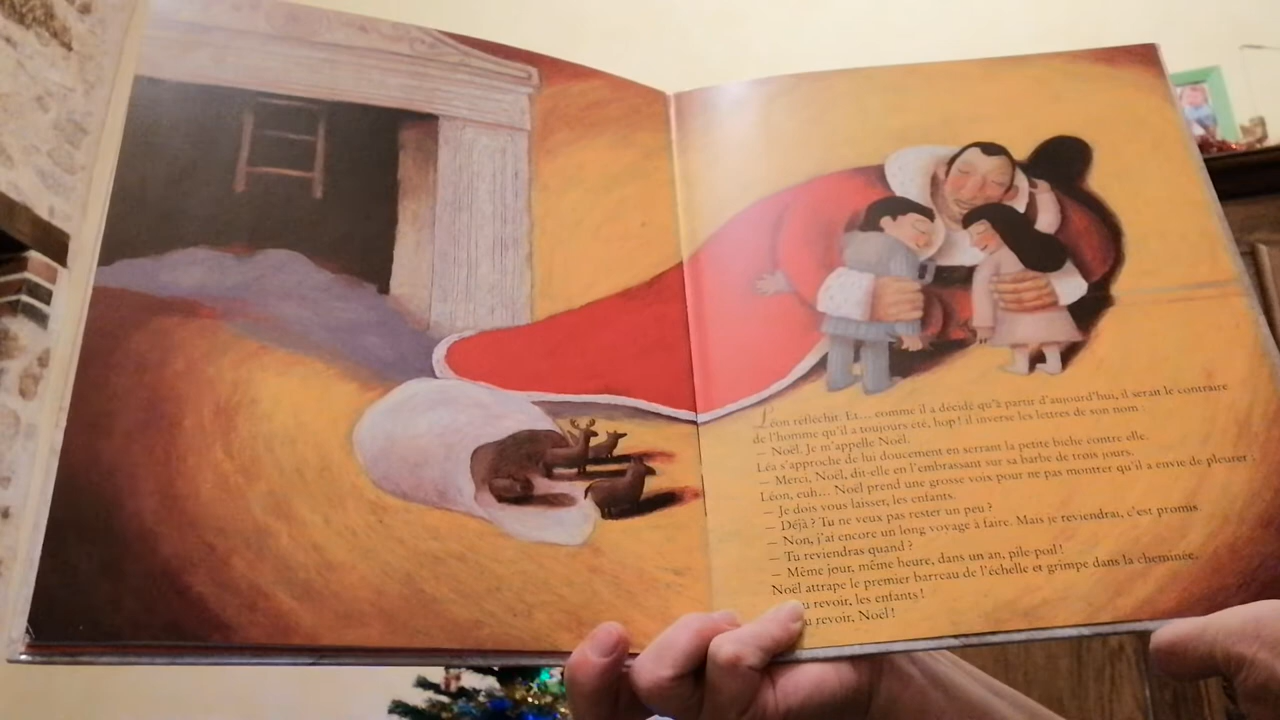 Léon réfléchit. Et... comme il a décidé qu'à partir d'aujourd'hui, il seran le contraire
de l'homme qu'il a toujours été, hop ! il inverse les lettres de son nom :
– Noël. Je m'appelle Noël.
Léa s'approche de lui doucement en serrant la petite biche contre elle.
– Merci, Noël, dit-elle en l'embrassant sur sa barbe de trois jours.
Léon, euh... Noël prend une grosse voix pour ne pas montrer qu'il a envie de pleurer :
– Je dois vous laisser, les enfants.
– Déjà ? Tu ne veux pas rester un peu ?
– Non, j'ai encore un long voyage à faire. Mais je reviendrai, c'est promis.
– Tu reviendras quand ?
– Même jour, même heure, dans un an, pile-poil !
Noël attrape le premier barreau de l'échelle et grimpe dans la cheminée.
u revoir, les enfants !
u revoir, Noël !